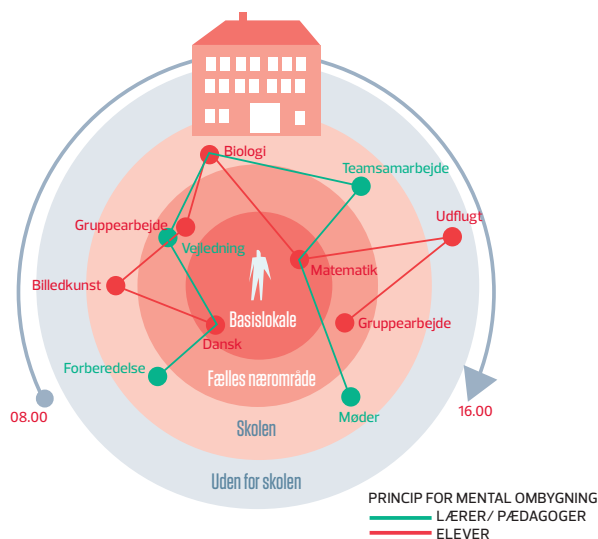 Biologi
Teamsamarbejde
Udflugt
Gruppearbejde
Vejledning
Matematik
Billedkunst
Basislokale
Gruppearbejde
Dansk
Forberedelse
Fælles nærområde
08.00
Møder
16.00
Skolen
Uden for skolen
PRINCIP FOR MENTAL OMBYGNING
LÆRER/ PÆDAGOGER
ELEVER